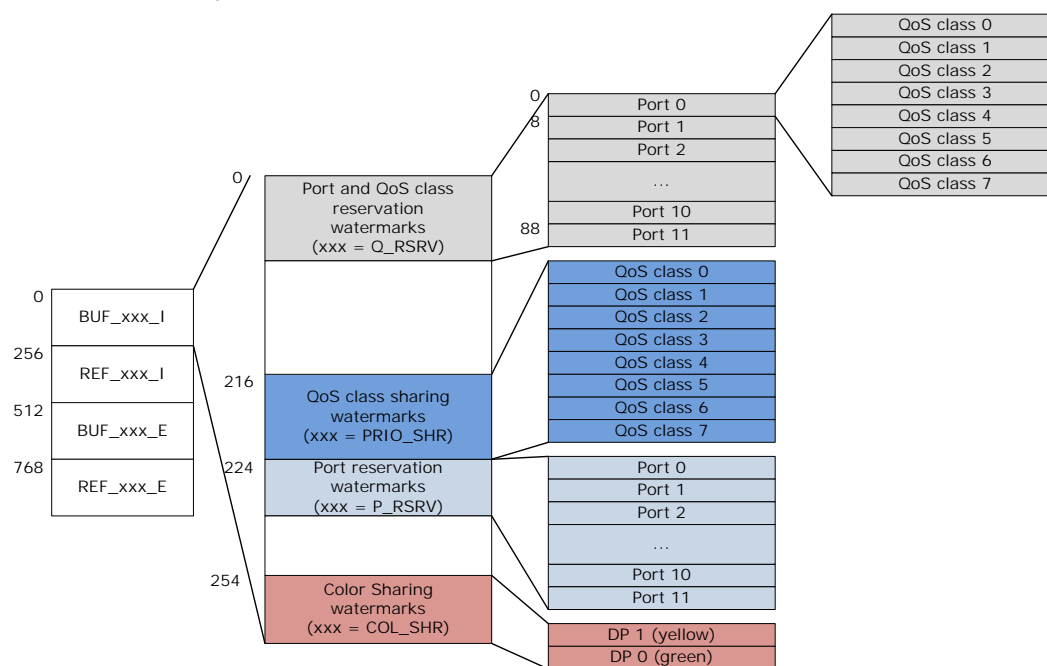 0
BUF_xxx_I
256
REF_xxx_I
512
BUF_xxx_E
768
REF_xxx_E
0
Port and QoS class
reservation
watermarks
(xxx = Q_RSRV)
216
QoS class sharing
watermarks
(xxx = PRIO_SHR)
224
Port reservation
watermarks
(xxx = P_RSRV)
254
Color Sharing
watermarks
(xxx = COL_SHR)
0
Port 0
8
Port 1
Port 2
...
Port 10
88
Port 11
QoS class 0
QoS class 1
QoS class 2
QoS class 3
QoS class 4
QoS class 5
QoS class 6
QoS class 7
Port 0
Port 1
Port 2
...
Port 10
Port 11
DP 1 (yellow)
DP 0 (green)
QoS class 0
QoS class 1
QoS class 2
QoS class 3
QoS class 4
QoS class 5
QoS class 6
QoS class 7